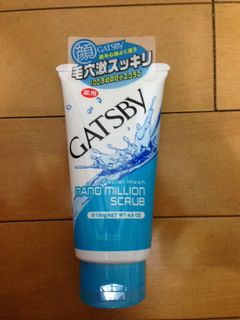 顔
GATSBY
毛穴激スッキリ
薬用
GATSBY
Facial Wash
NANO MILLION
SCRUB
130g NET WT 4.5 OZ